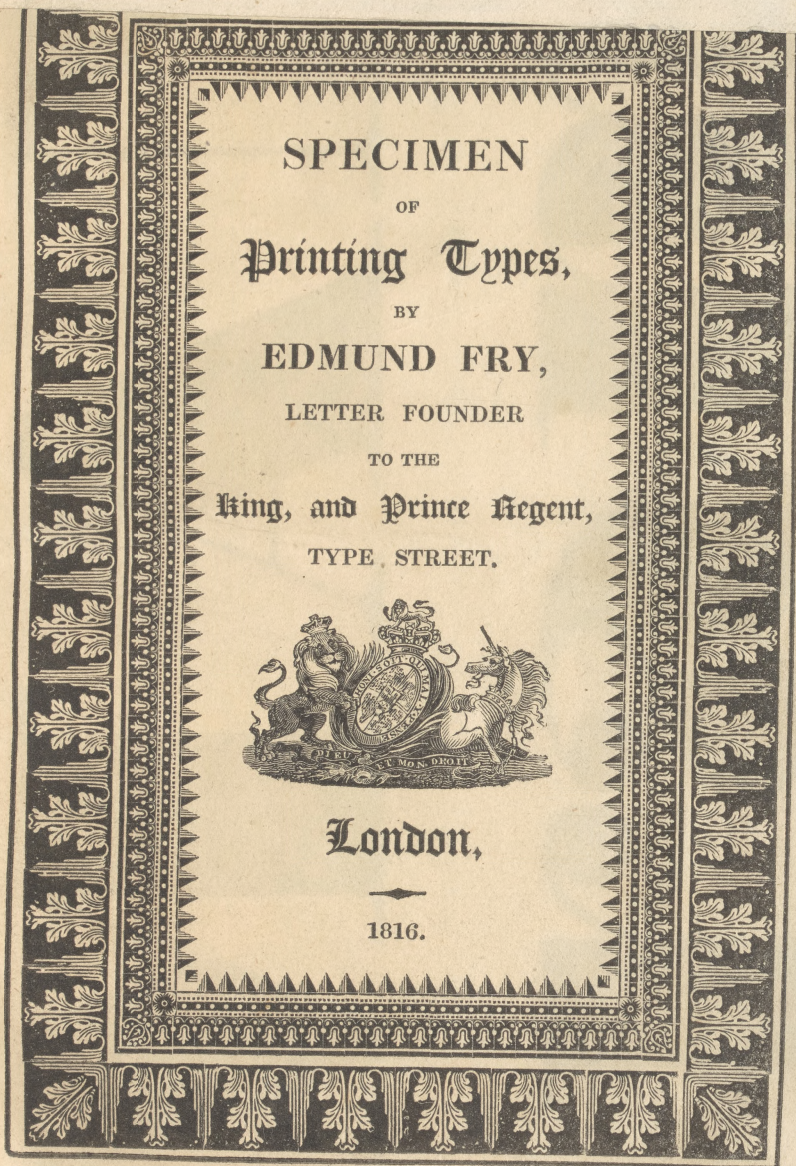 SPECIMEN
OF
Printing Types,
BY
EDMUND FRY,
LETTER FOUNDER
TO THE
King, and Prince Regent,
TYPE STREET.
HONI·SOIT·QUI·MAL
DIEU ET MON DROIT
London,
1816.